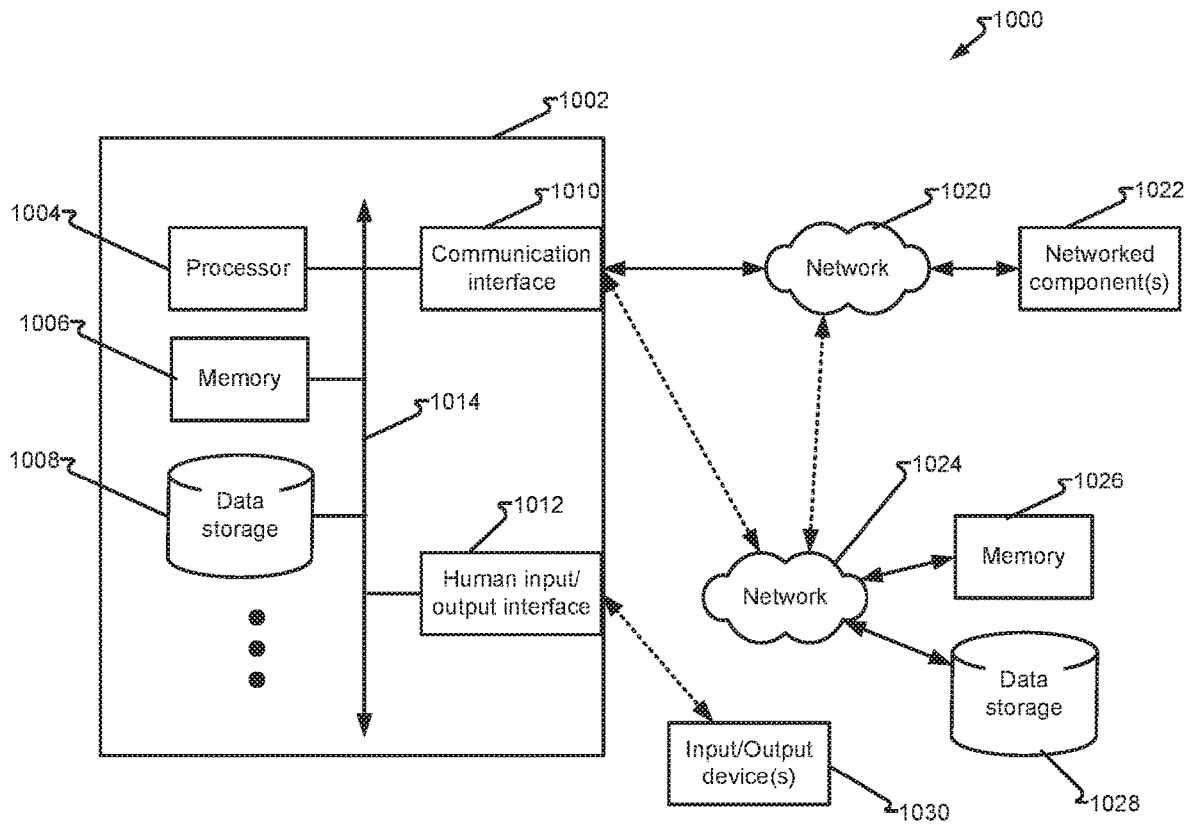 1000
1002
1010
1020
1022
1004
Processor
Communication
interface
Network
Networked
component(s)
1006
Memory
1014
1008
Data
storage
1012
Human input/
output interface
1024
1026
Network
Memory
Data
storage
Input/Output
device(s)
1028
1030